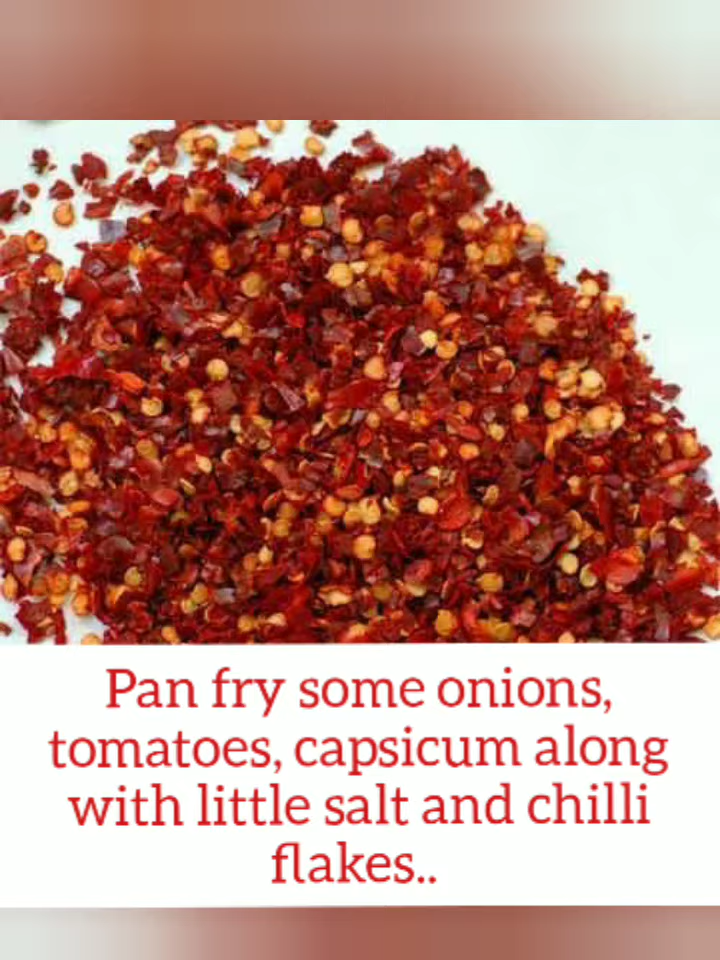 Pan fry some onions,
tomatoes, capsicum along
with little salt and chilli
flakes..